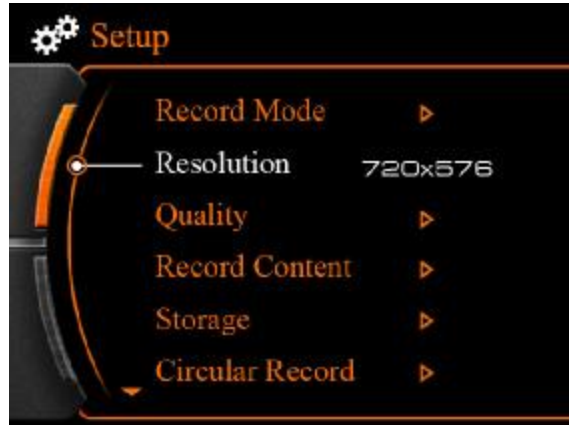 Setup
Record Mode
Resolution 720x576
Quality
Record Content
Storage
Circular Record